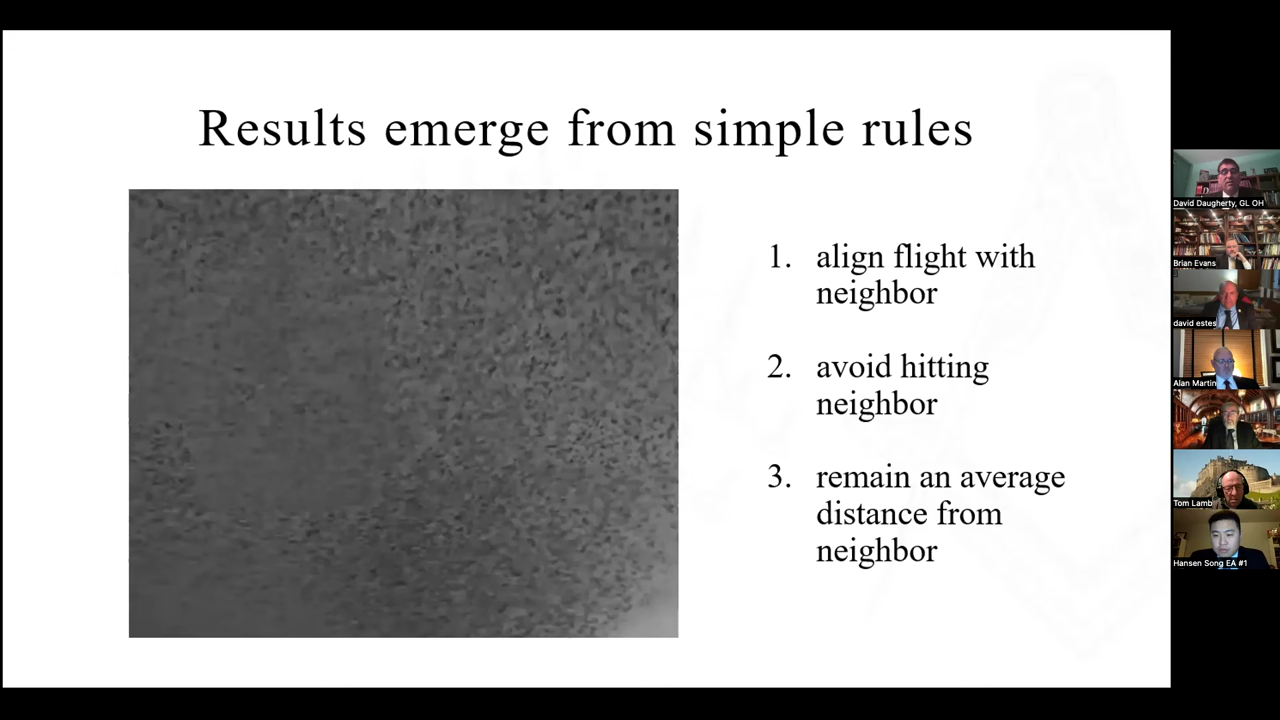 Results emerge from simple rules
1. align flight with
neighbor
2. avoid hitting
neighbor
3. remain an average
distance from
neighbor
David Daugherty, GL OH
Brian Evans
david estes
Alan Martin
Tom Lamb
Hansen Song EA #1